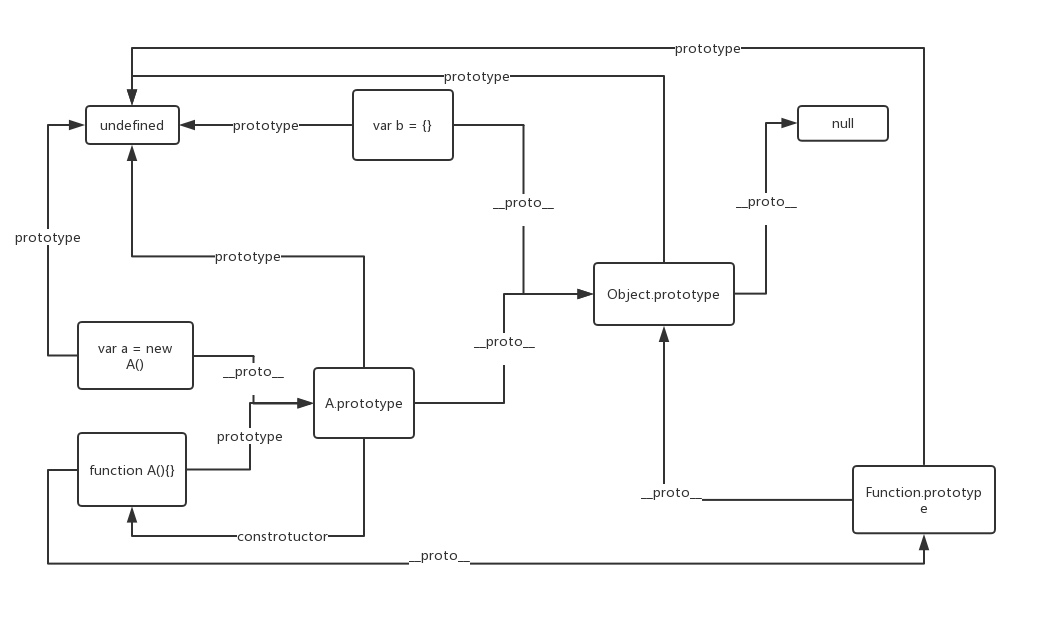 prototype
prototype
undefined
prototype
var b = {}
null
__proto__
__proto__
prototype
prototype
Object.prototype
__proto__
var a = new
A()
__proto__
A.prototype
prototype
function A(){}
__proto__
Function.prototyp
e
constrotuctor
__proto__